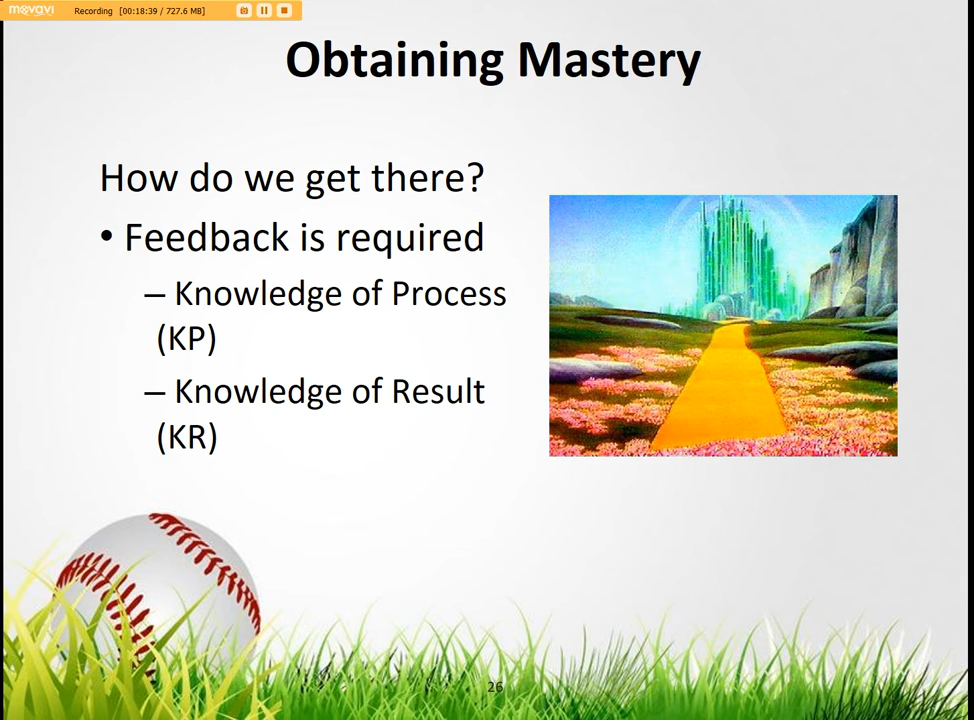 movavi Recording [00:18:39 / 727.6 MB]
Obtaining Mastery
How do we get there?
• Feedback is required
– Knowledge of Process
(KP)
– Knowledge of Result
(KR)
26